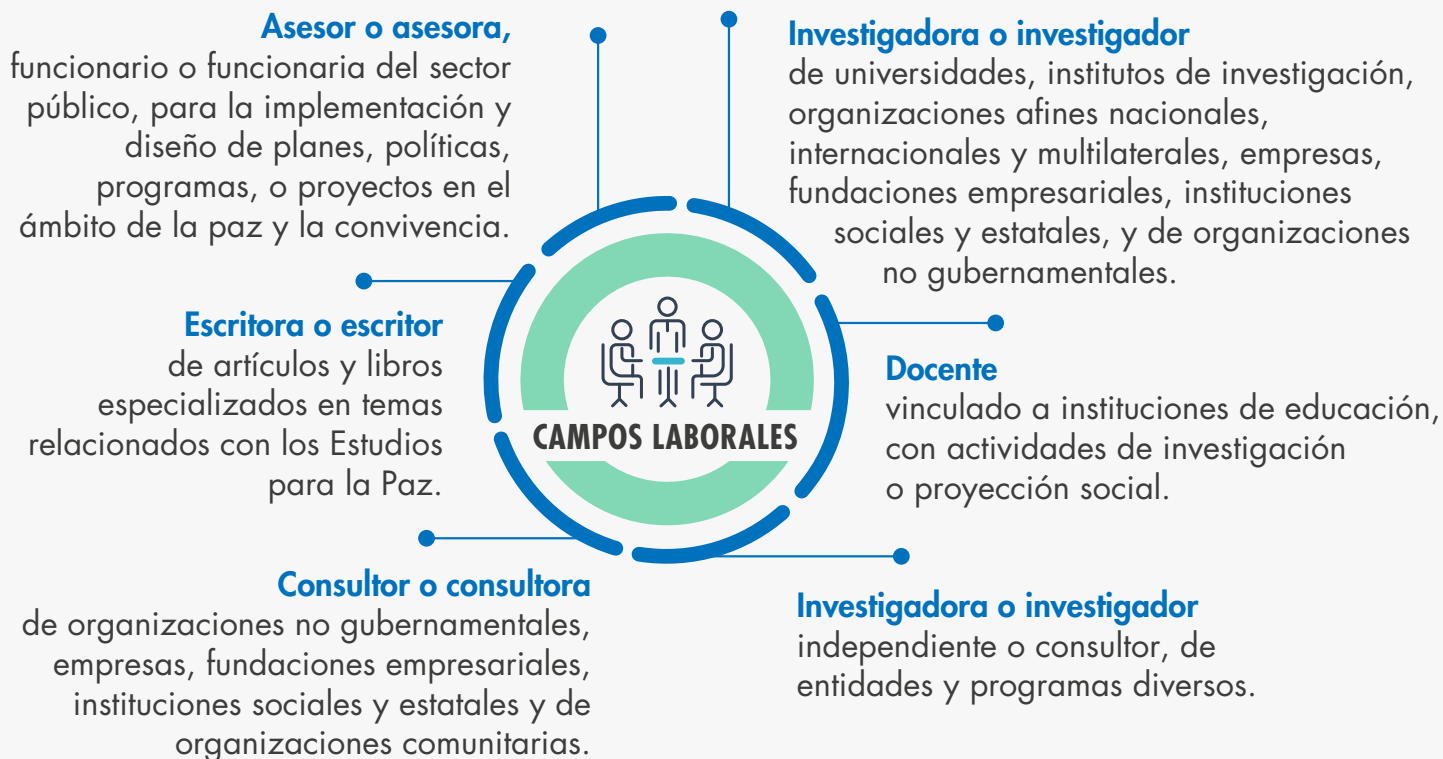 Asesor o asesora,
funcionario o funcionaria del sector
público, para la implementación y
diseño de planes, políticas,
programas, o proyectos en el
ámbito de la paz y la convivencia.
Investigadora o investigador
de universidades, institutos de investigación,
organizaciones afines nacionales,
internacionales y multilaterales, empresas,
fundaciones empresariales, instituciones
sociales y estatales, y de organizaciones
no gubernamentales.
Escritora o escritor
de artículos y libros
especializados en temas
relacionados con los Estudios
para la Paz.
CAMPOS LABORALES
Docente
vinculado a instituciones de educación,
con actividades de investigación
o proyección social.
Consultor o consultora
de organizaciones no gubernamentales,
empresas, fundaciones empresariales,
instituciones sociales y estatales y de
organizaciones comunitarias.
Investigadora o investigador
independiente o consultor, de
entidades y programas diversos.